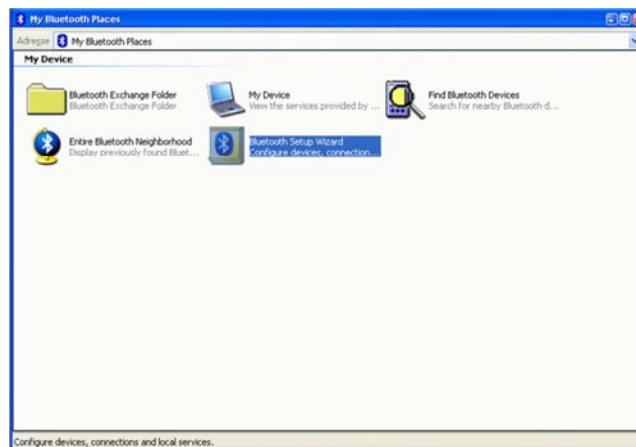 My Bluetooth Places
Adresse My Bluetooth Places
My Device
Bluetooth Exchange Folder
Bluetooth Exchange Folder
My Device
View the services provided by ...
Find Bluetooth Devices
Search for nearby Bluetooth d...
Entire Bluetooth Neighborhood
Display previously found Bluet...
Bluetooth Setup Wizard
Configure devices, connection...
Configure devices, connections and local services.